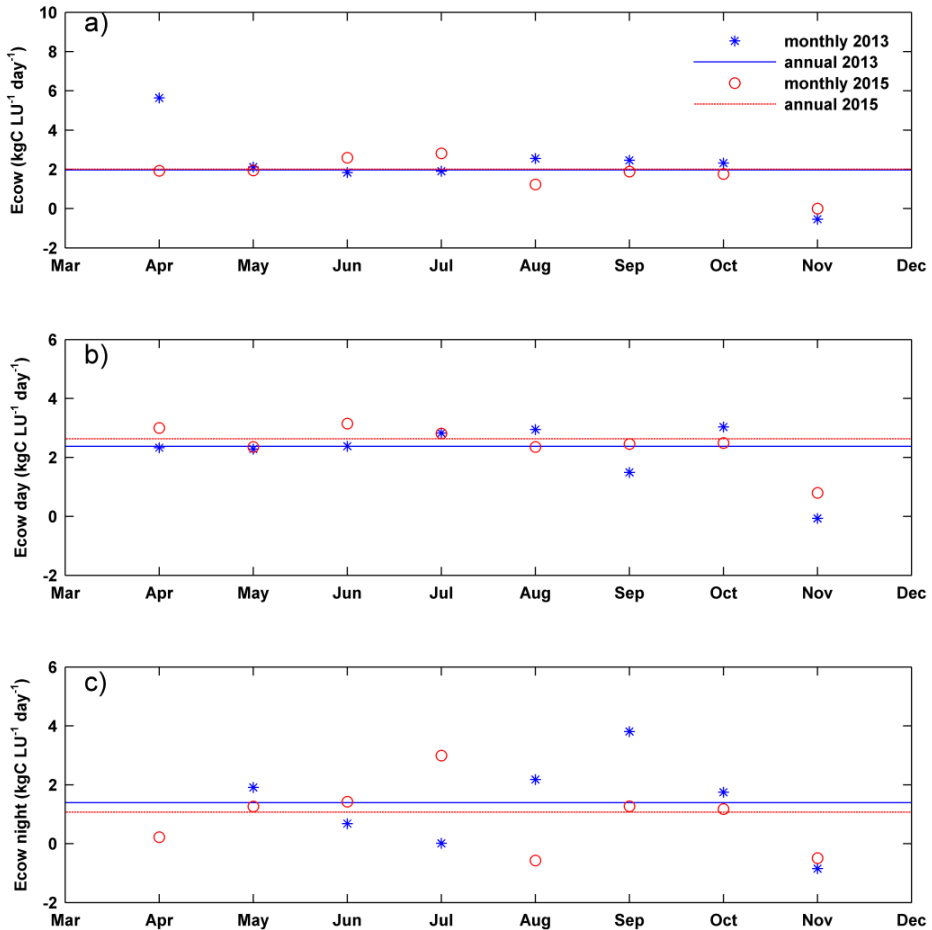 a)
Ecow (kgC LU⁻¹ day⁻¹)
10
8
6
4
2
0
-2
monthly 2013
annual 2013
monthly 2015
annual 2015
Mar Apr May Jun Jul Aug Sep Oct Nov Dec
b)
Ecow day (kgC LU⁻¹ day⁻¹)
6
4
2
0
-2
Mar Apr May Jun Jul Aug Sep Oct Nov Dec
c)
Ecow night (kgC LU⁻¹ day⁻¹)
6
4
2
0
-2
Mar Apr May Jun Jul Aug Sep Oct Nov Dec